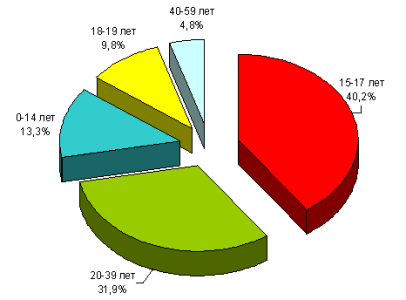 40-59 лет
4,8%
18-19 лет
9,8%
15-17 лет
40,2%
0-14 лет
13,3%
20-39 лет
31,9%